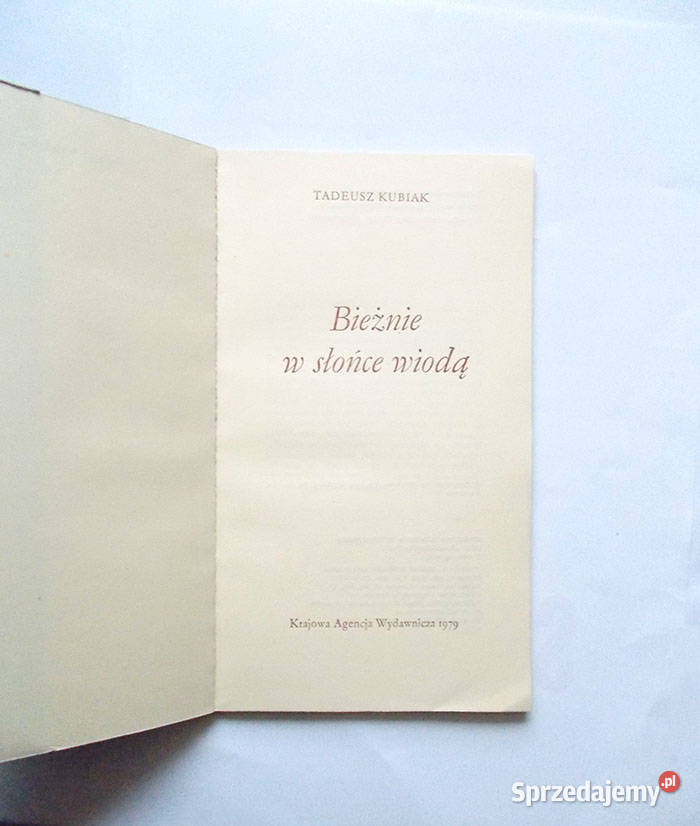 TADEUSZ KUBIAK
Bieżnie
w słońce wiodą
Krajowa Agencja Wydawnicza 1979
Sprzedajemy.pl